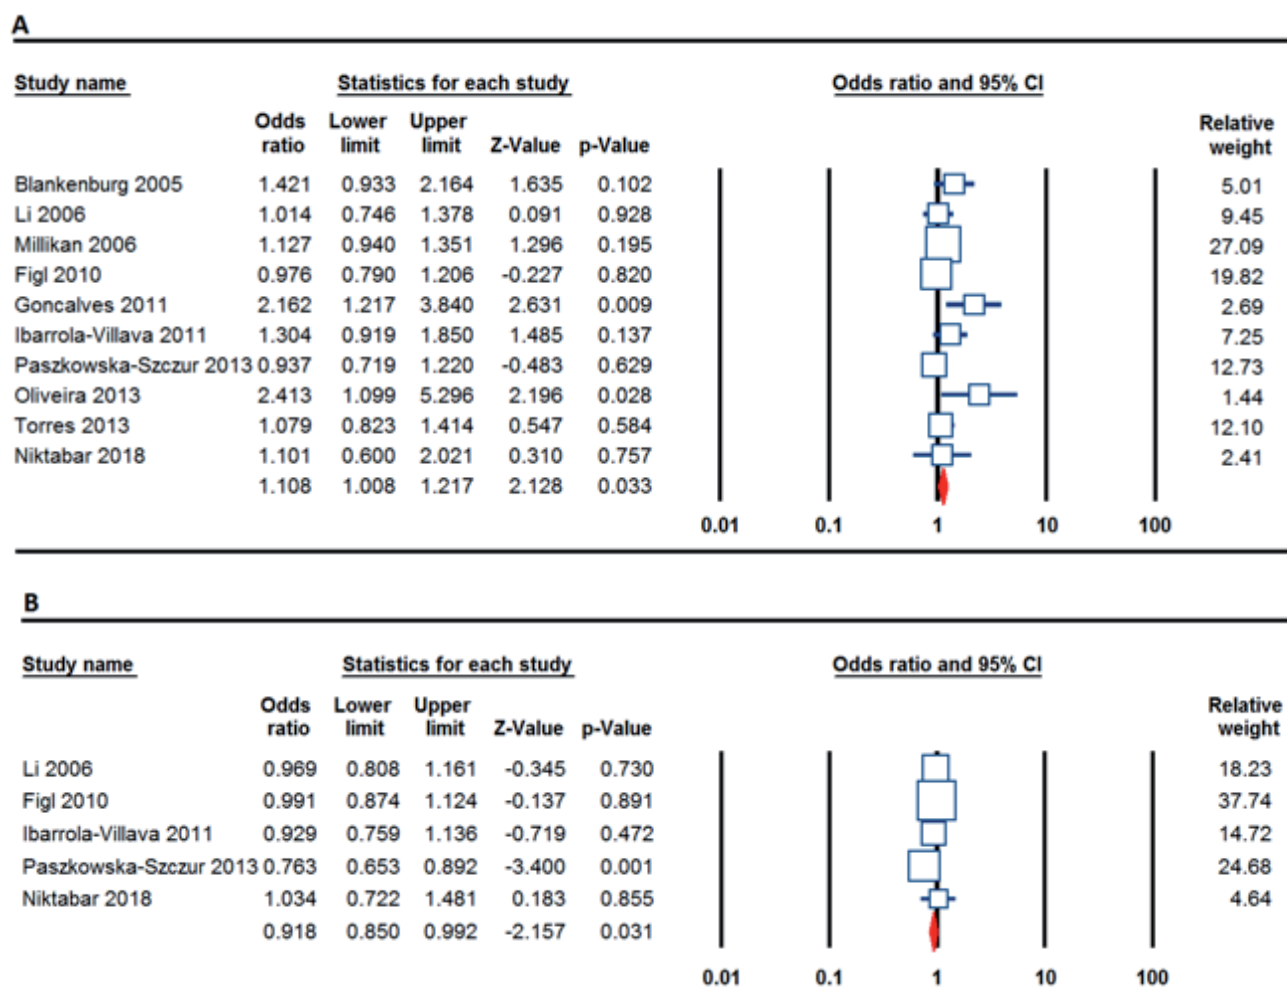 A
Study name Statistics for each study Odds ratio and 95% CI
Odds Lower Upper Relative
ratio limit limit Z-Value p-Value weight
Blankenburg 2005 1.421 0.933 2.164 1.635 0.102 5.01
Li 2006 1.014 0.746 1.378 0.091 0.928 9.45
Millikan 2006 1.127 0.940 1.351 1.296 0.195 27.09
Figl 2010 0.976 0.790 1.206 -0.227 0.820 19.82
Goncalves 2011 2.162 1.217 3.840 2.631 0.009 2.69
Ibarrola-Villava 2011 1.304 0.919 1.850 1.485 0.137 7.25
Paszkowska-Szczur 2013 0.937 0.719 1.220 -0.483 0.629 12.73
Oliveira 2013 2.413 1.099 5.296 2.196 0.028 1.44
Torres 2013 1.079 0.823 1.414 0.547 0.584 12.10
Niktabar 2018 1.101 0.600 2.021 0.310 0.757 2.41
1.108 1.008 1.217 2.128 0.033
0.01 0.1 1 10 100
B
Study name Statistics for each study Odds ratio and 95% CI
Odds Lower Upper Relative
ratio limit limit Z-Value p-Value weight
Li 2006 0.969 0.808 1.161 -0.345 0.730 18.23
Figl 2010 0.991 0.874 1.124 -0.137 0.891 37.74
Ibarrola-Villava 2011 0.929 0.759 1.136 -0.719 0.472 14.72
Paszkowska-Szczur 2013 0.763 0.653 0.892 -3.400 0.001 24.68
Niktabar 2018 1.034 0.722 1.481 0.183 0.855 4.64
0.918 0.850 0.992 -2.157 0.031
0.01 0.1 1 10 100